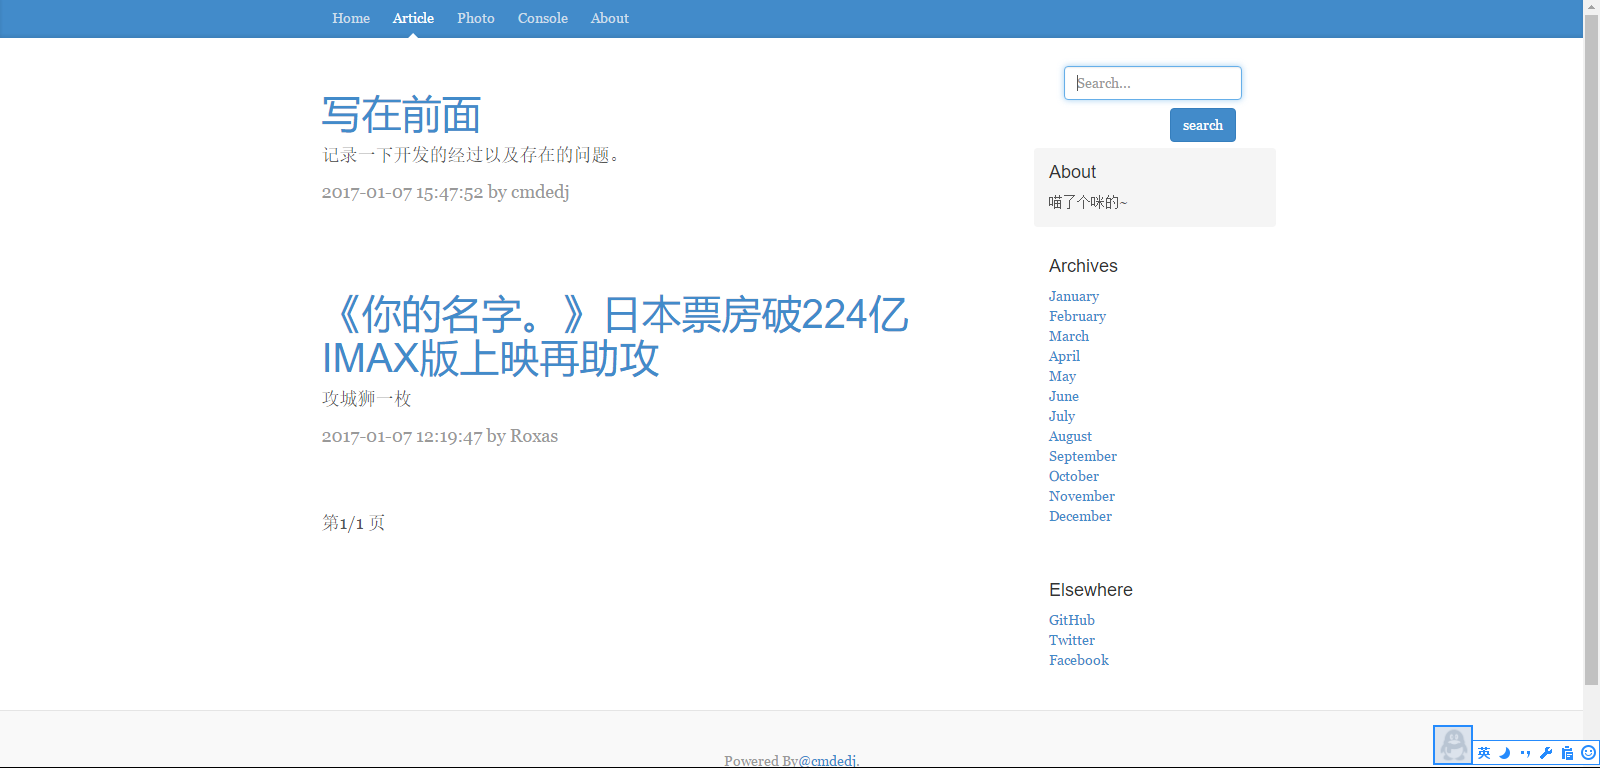 Home Article Photo Console About
写在前面
记录一下开发的经过以及存在的问题。
2017-01-07 15:47:52 by cmdedj
《你的名字。》日本票房破224亿
IMAX版上映再助攻
攻城狮一枚
2017-01-07 12:19:47 by Roxas
第1/1 页
Search...
search
About
喵了个咪的~
Archives
January
February
March
April
May
June
July
August
September
October
November
December
Elsewhere
GitHub
Twitter
Facebook
Powered By@cmdedj.
英